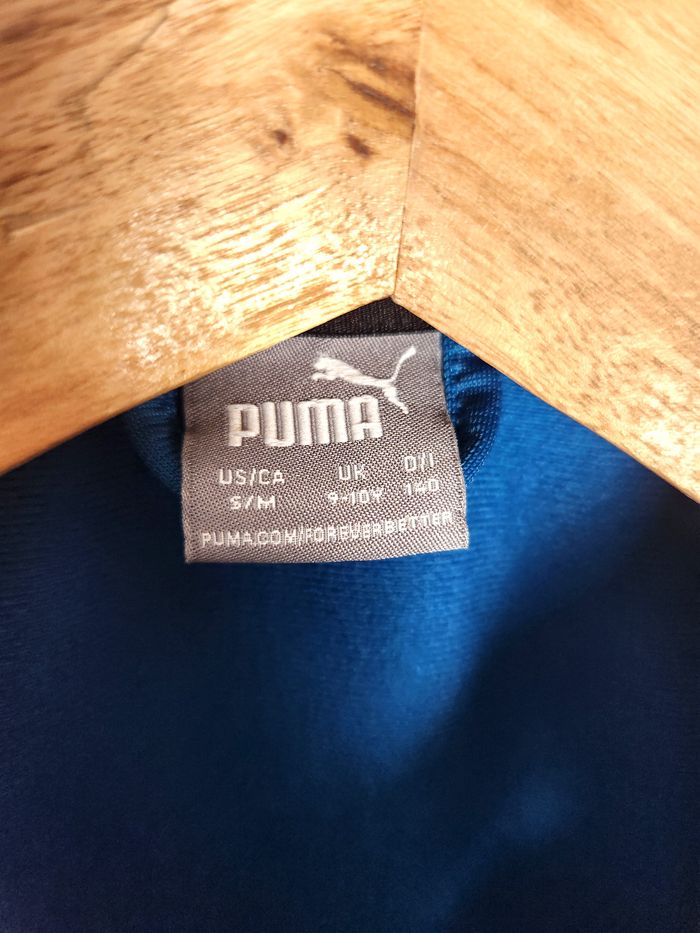 PUMA
US/CA UK D/I
S/M 9-10Y 140
PUMA.COM/FOREVERBETTER